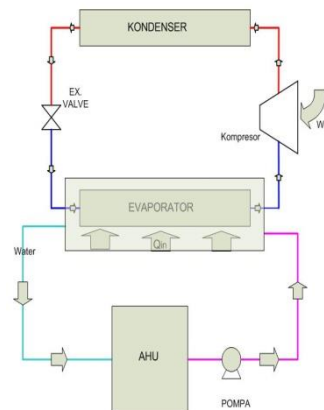 KONDENSER
EX.
VALVE
Kompresor
W
EVAPORATOR
Qin
Water
AHU
POMPA